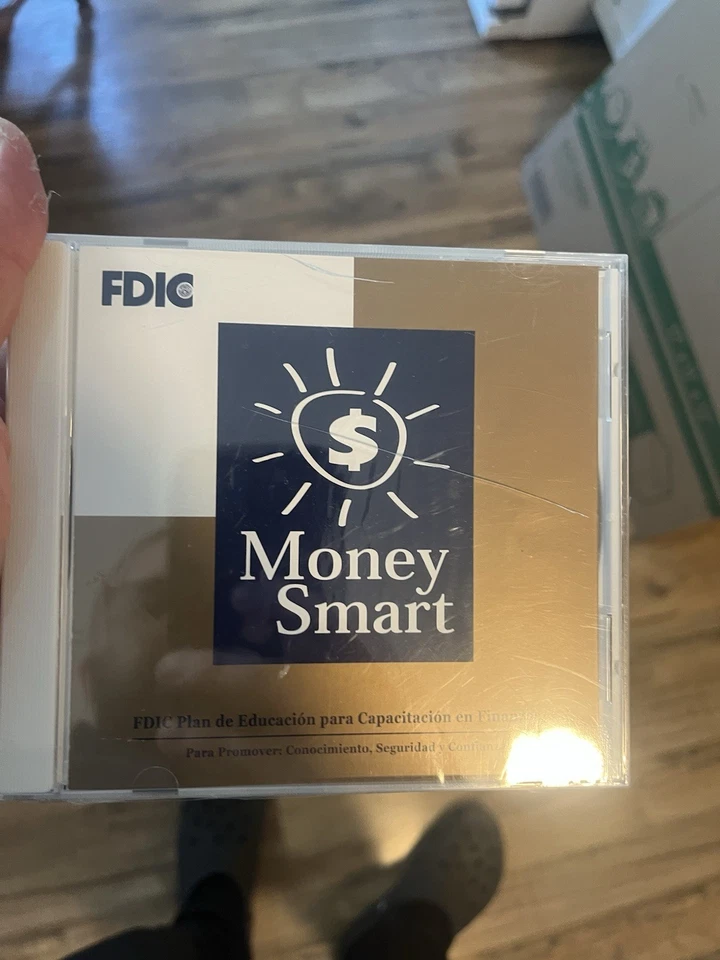 FDIC
$
Money
Smart
FDIC Plan de Educación para Capacitación en
Para Promover: Conocimiento, Seguridad y